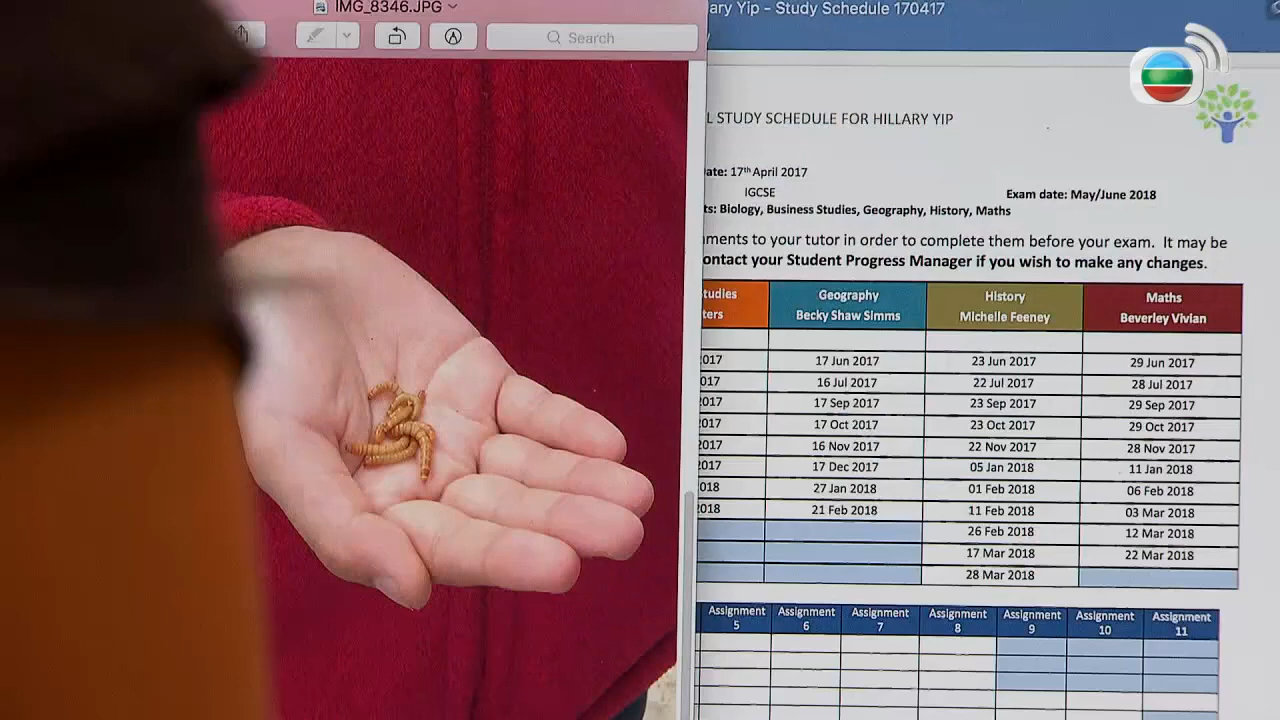 IMG_8346.JPG
Search
ary Yip – Study Schedule 170417
L STUDY SCHEDULE FOR HILLARY YIP
ate: 17th April 2017
IGCSE
Exam date: May/June 2018
ts: Biology, Business Studies, Geography, History, Maths
nments to your tutor in order to complete them before your exam. It may be
ontact your Student Progress Manager if you wish to make any changes.
tudies Geography History Maths
ters Becky Shaw Simms Michelle Feeney Beverley Vivian
2017 17 Jun 2017 23 Jun 2017 29 Jun 2017
017 16 Jul 2017 22 Jul 2017 28 Jul 2017
2017 17 Sep 2017 23 Sep 2017 29 Sep 2017
2017 17 Oct 2017 23 Oct 2017 29 Oct 2017
2017 16 Nov 2017 22 Nov 2017 28 Nov 2017
2017 17 Dec 2017 05 Jan 2018 11 Jan 2018
2018 27 Jan 2018 01 Feb 2018 06 Feb 2018
2018 21 Feb 2018 11 Feb 2018 03 Mar 2018
26 Feb 2018 12 Mar 2018
17 Mar 2018 22 Mar 2018
28 Mar 2018
Assignment Assignment Assignment Assignment Assignment Assignment Assignment
5 6 7 8 9 10 11